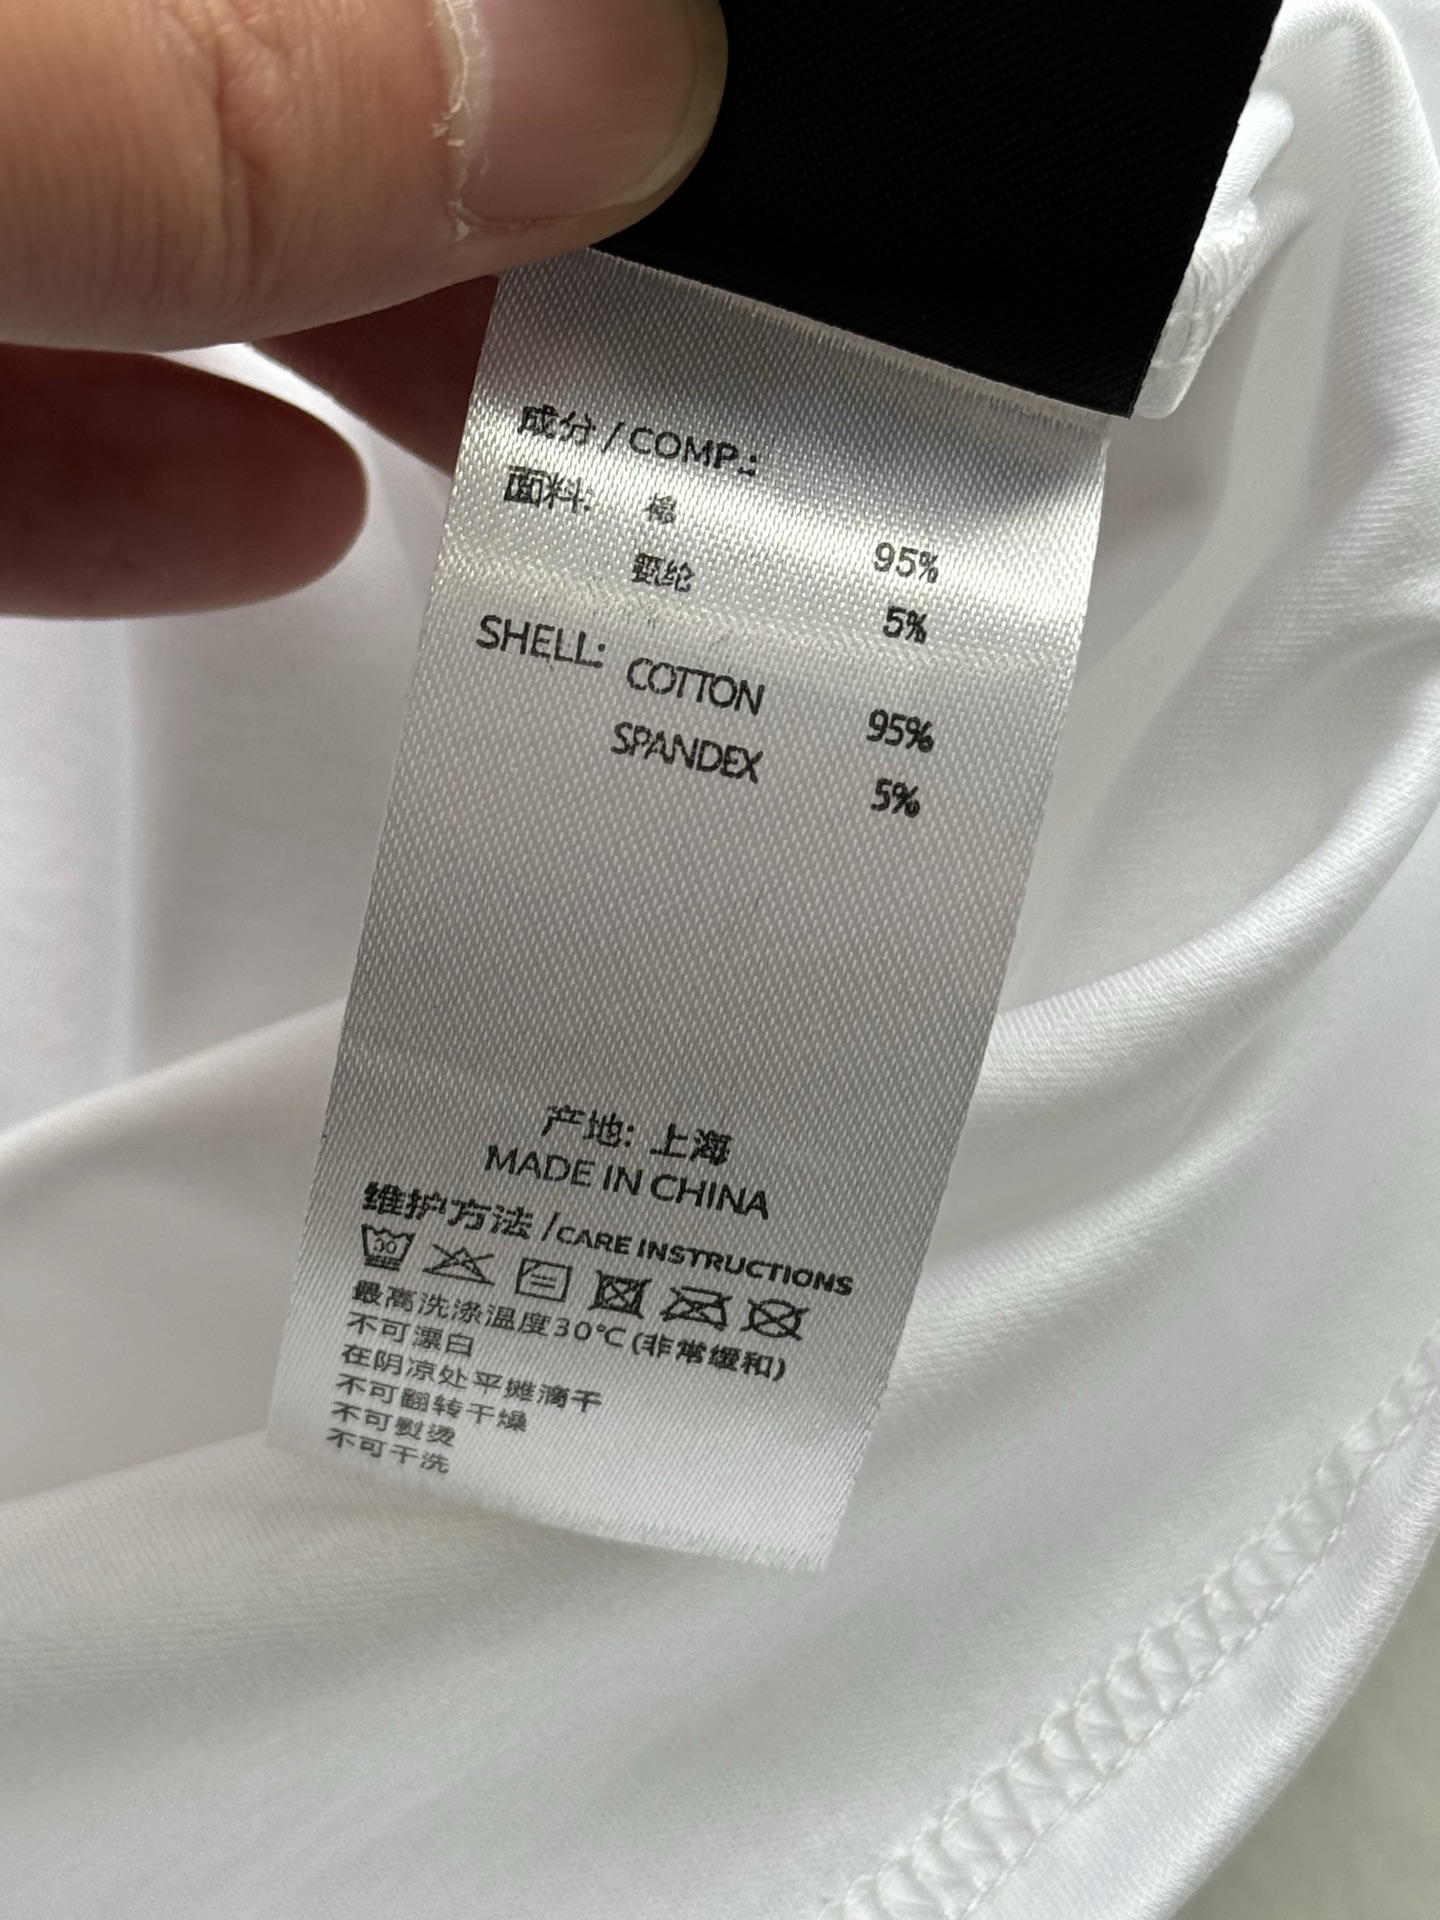 成分 / COMP.:
面料: 棉 95%
氨纶 5%
SHELL: COTTON 95%
SPANDEX 5%
产地: 上海
MADE IN CHINA
维护方法 / CARE INSTRUCTIONS
30
最高洗涤温度30℃(非常缓和)
不可漂白
在阴凉处平摊滴干
不可翻转干燥
不可熨烫
不可干洗